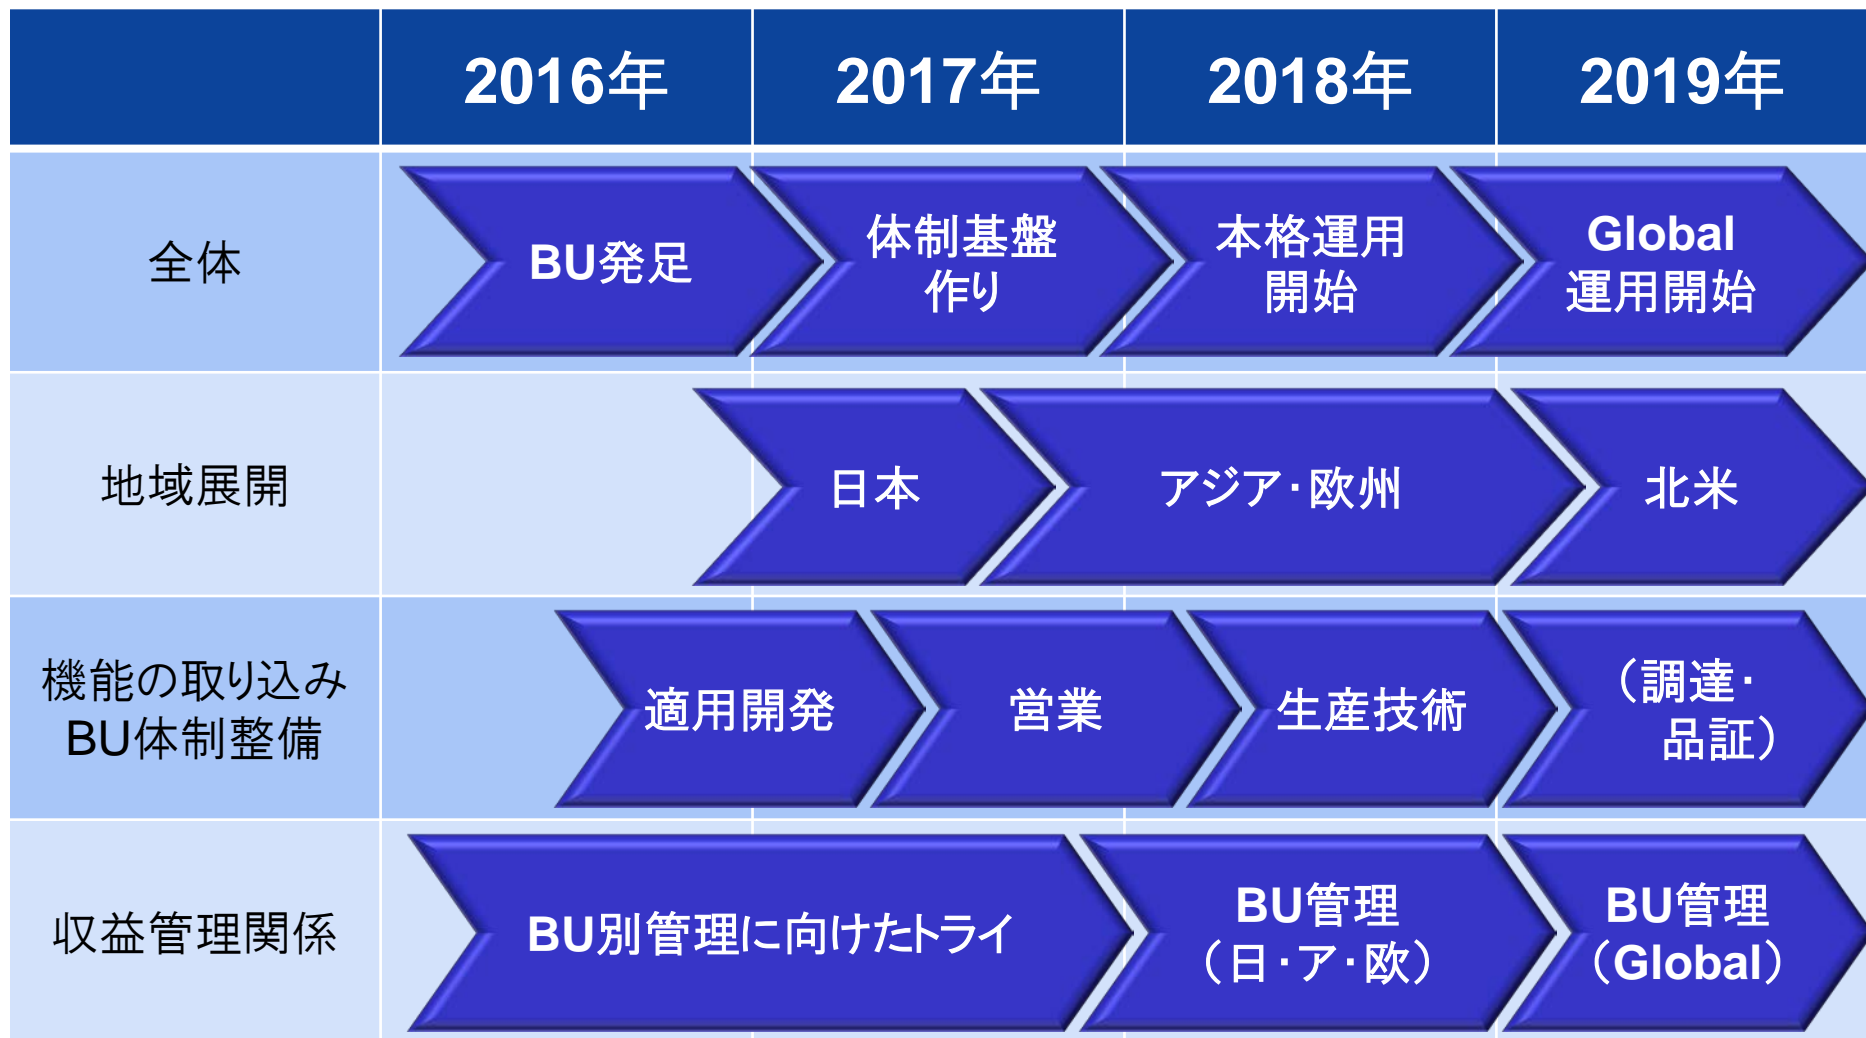 2016年
2017年
2018年
2019年
全体
BU発足
体制基盤
作り
本格運用
開始
Global
運用開始
地域展開
日本
アジア・欧州
北米
機能の取り込み
BU体制整備
適用開発
営業
生産技術
（調達・
品証）
収益管理関係
BU別管理に向けたトライ
BU管理
（日・ア・欧）
BU管理
（Global）